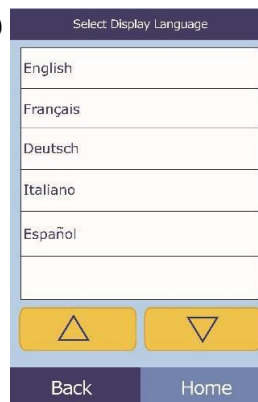 )
Select Display Language
English
Français
Deutsch
Italiano
Español
Back
Home